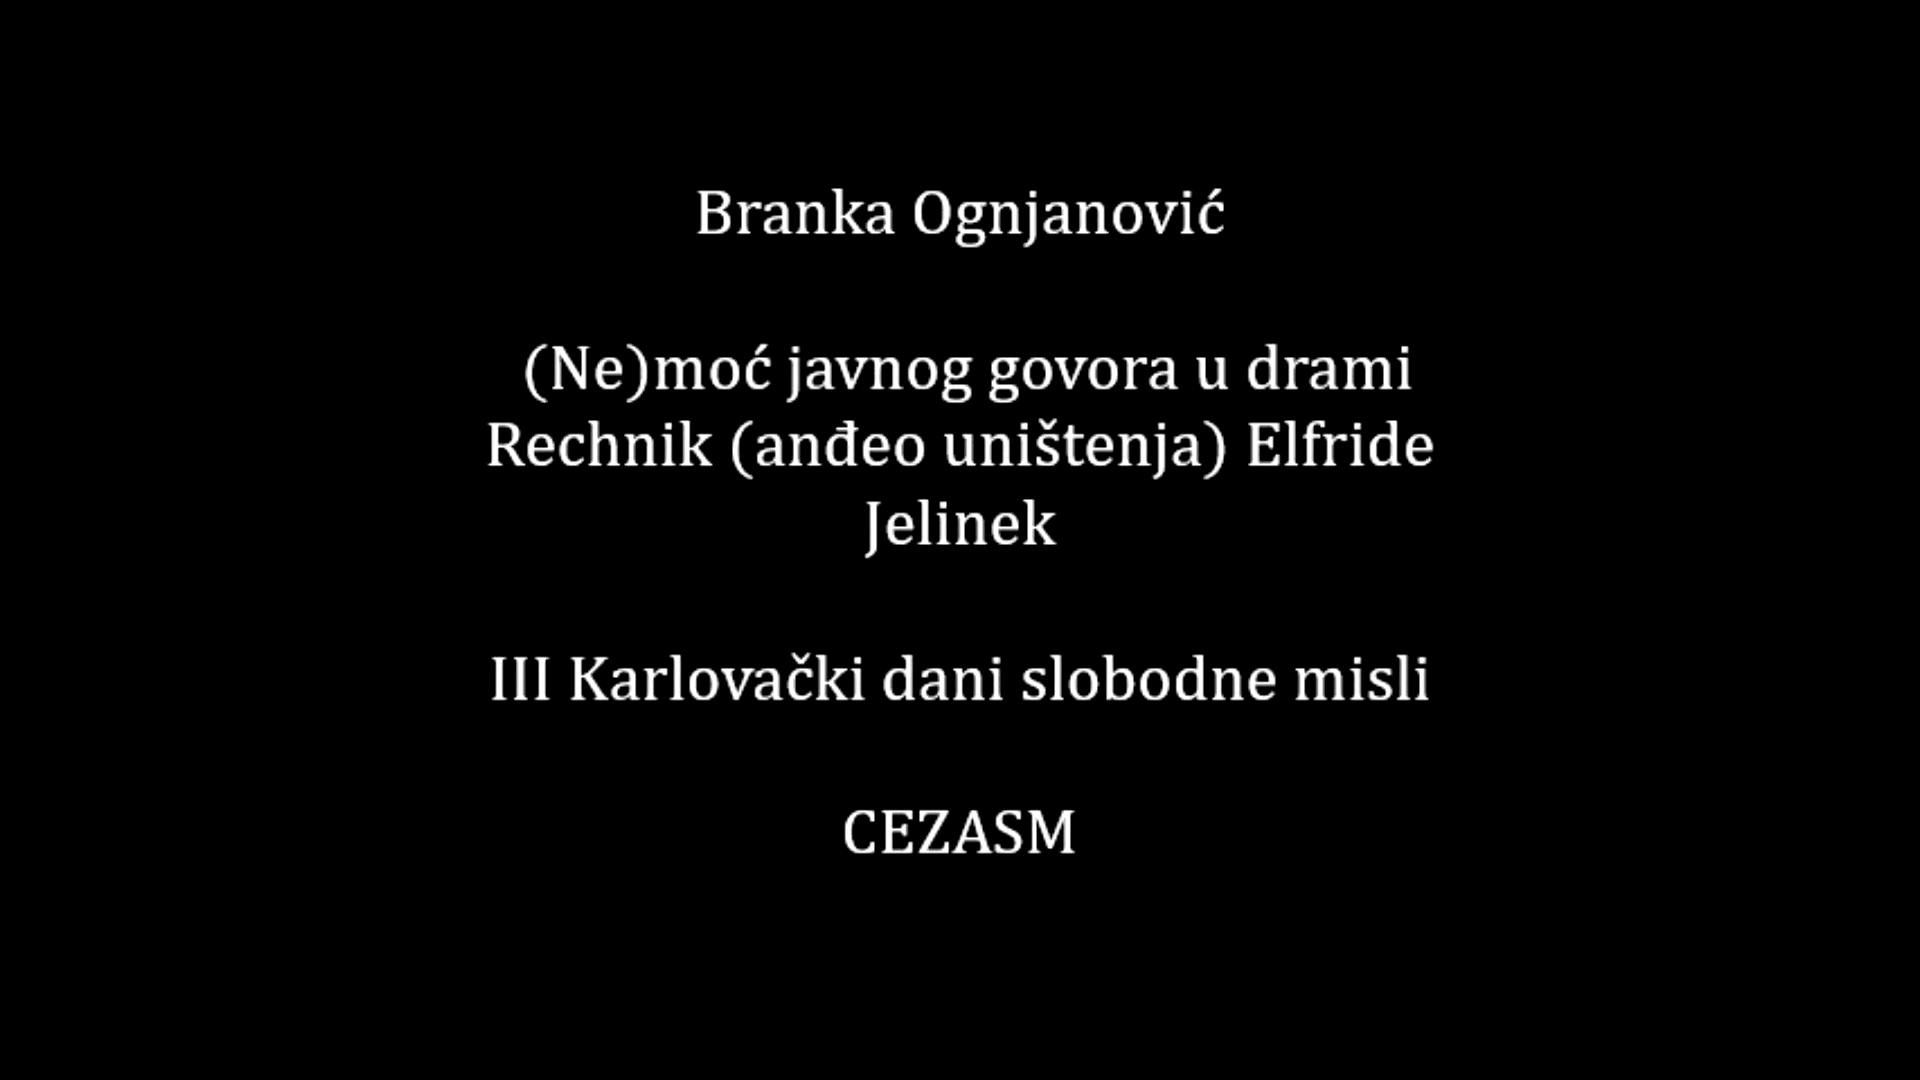 Branka Ognjanović
(Ne)moć javnog govora u drami
Rechnik (anđeo uništenja) Elfride
Jelinek
III Karlovački dani slobodne misli
CEZASM